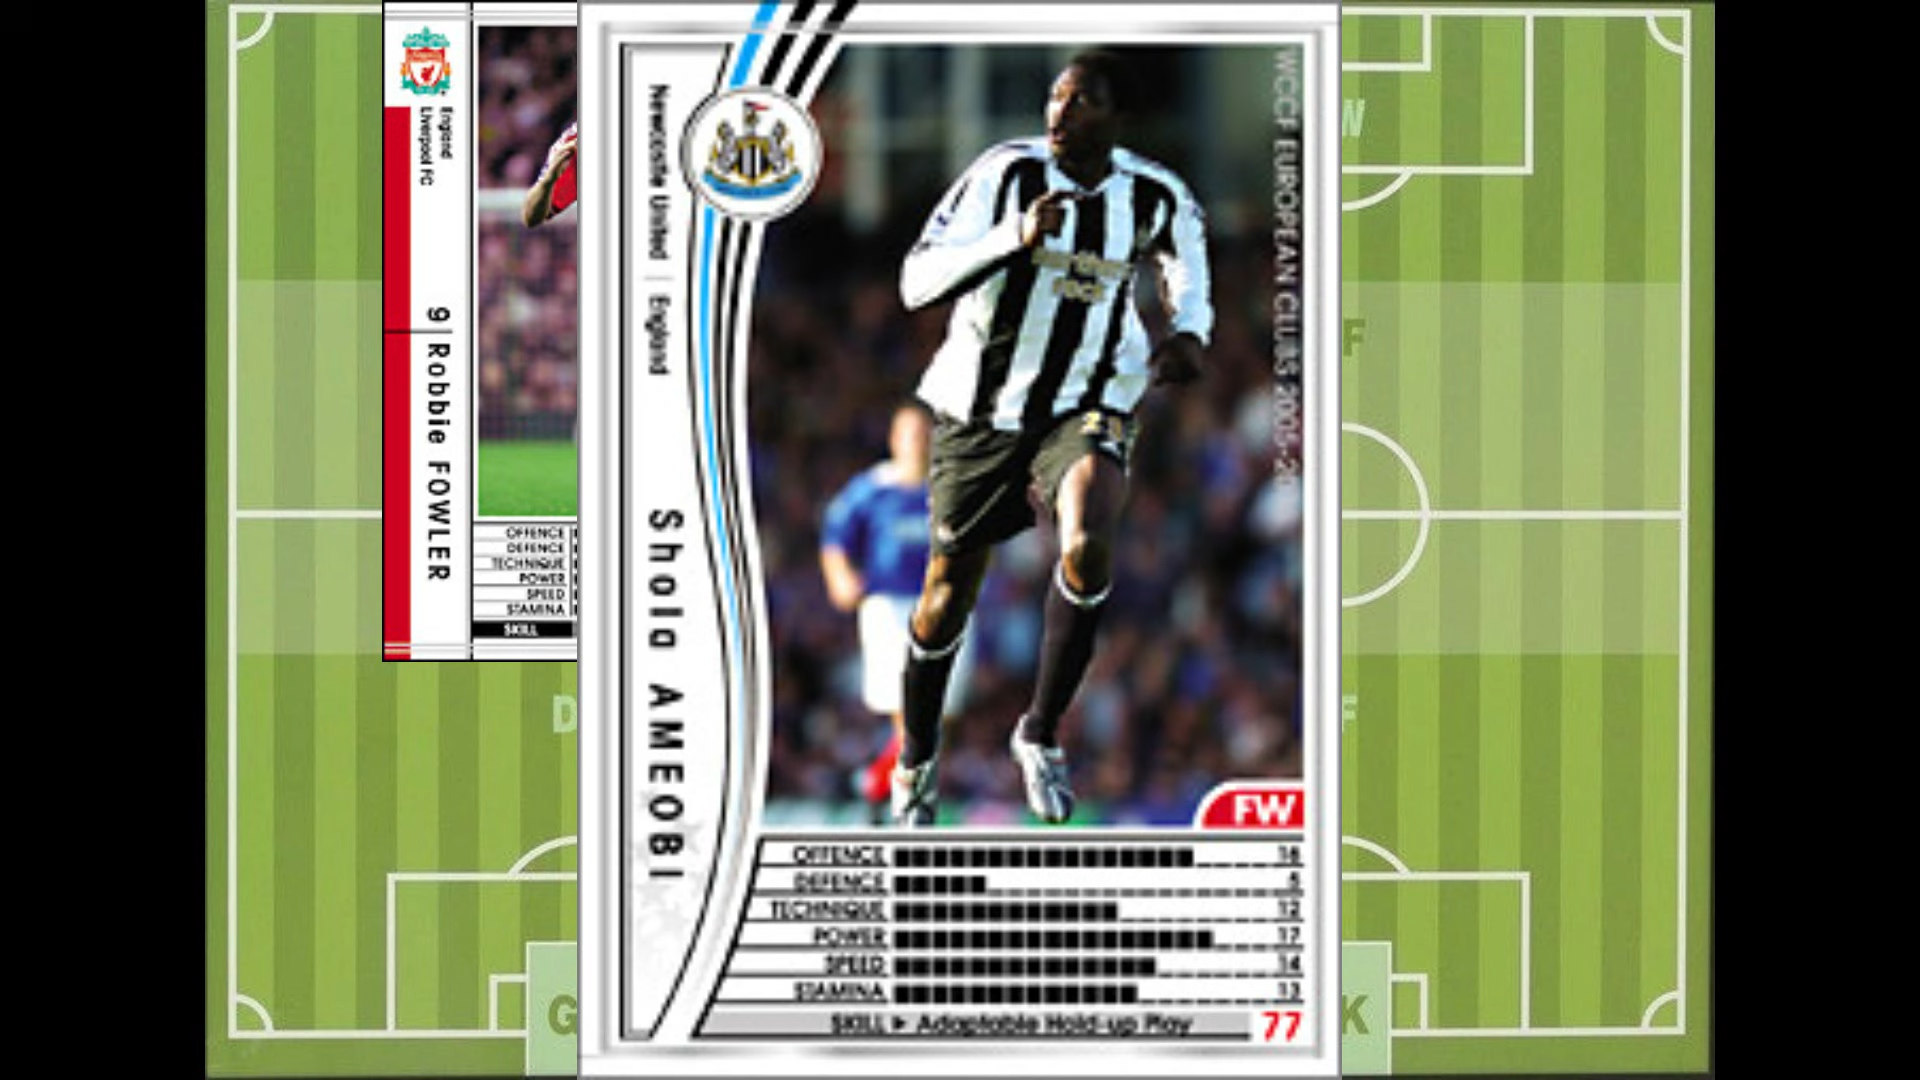 England
Liverpool FC
9 Robbie FOWLER
OFFENCE
DEFENCE
TECHNIQUE
POWER
SPEED
STAMINA
SKILL
Newcastle United | England
Shola AMEOBI
WCCF EUROPEAN CLUBS 2005-20
northern
rock
FW
OFFENCE 16
DEFENCE 5
TECHNIQUE 12
POWER 17
SPEED 14
STAMINA 13
SKILL ▶ Adaptable Hold-up Play 77
W
F
D
F
G
K